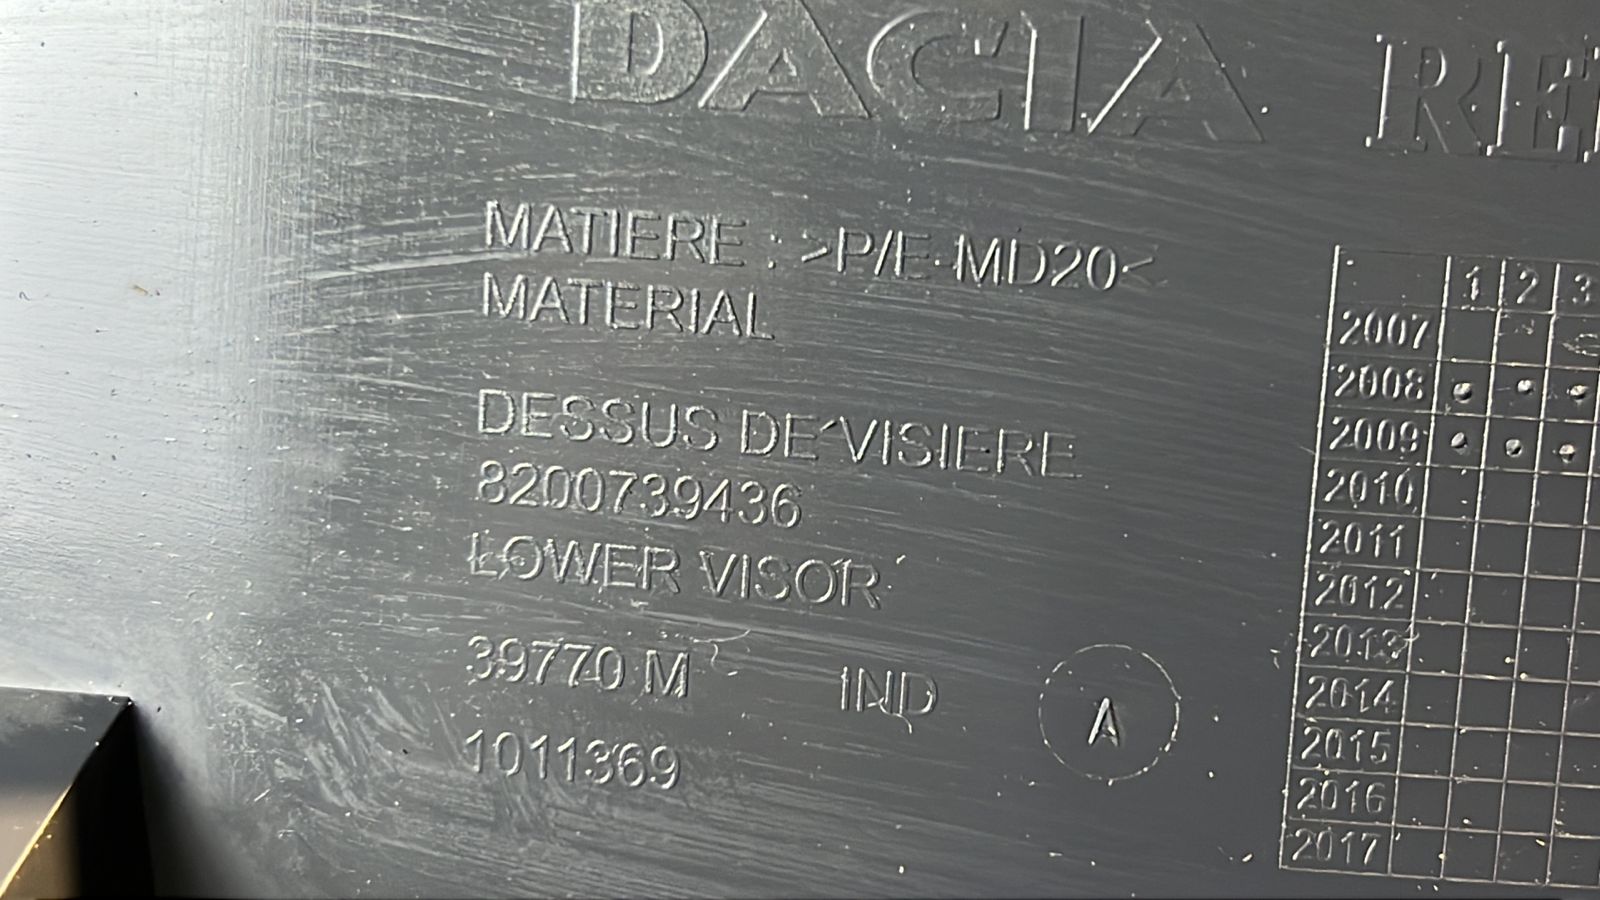 DACIA RE
MATIERE : >P/E-MD20<
MATERIAL
DESSUS DE VISIERE
8200739436
LOWER VISOR
39770 M IND A
1011369
1 2 3
2007
2008
2009
2010
2011
2012
2013
2014
2015
2016
2017